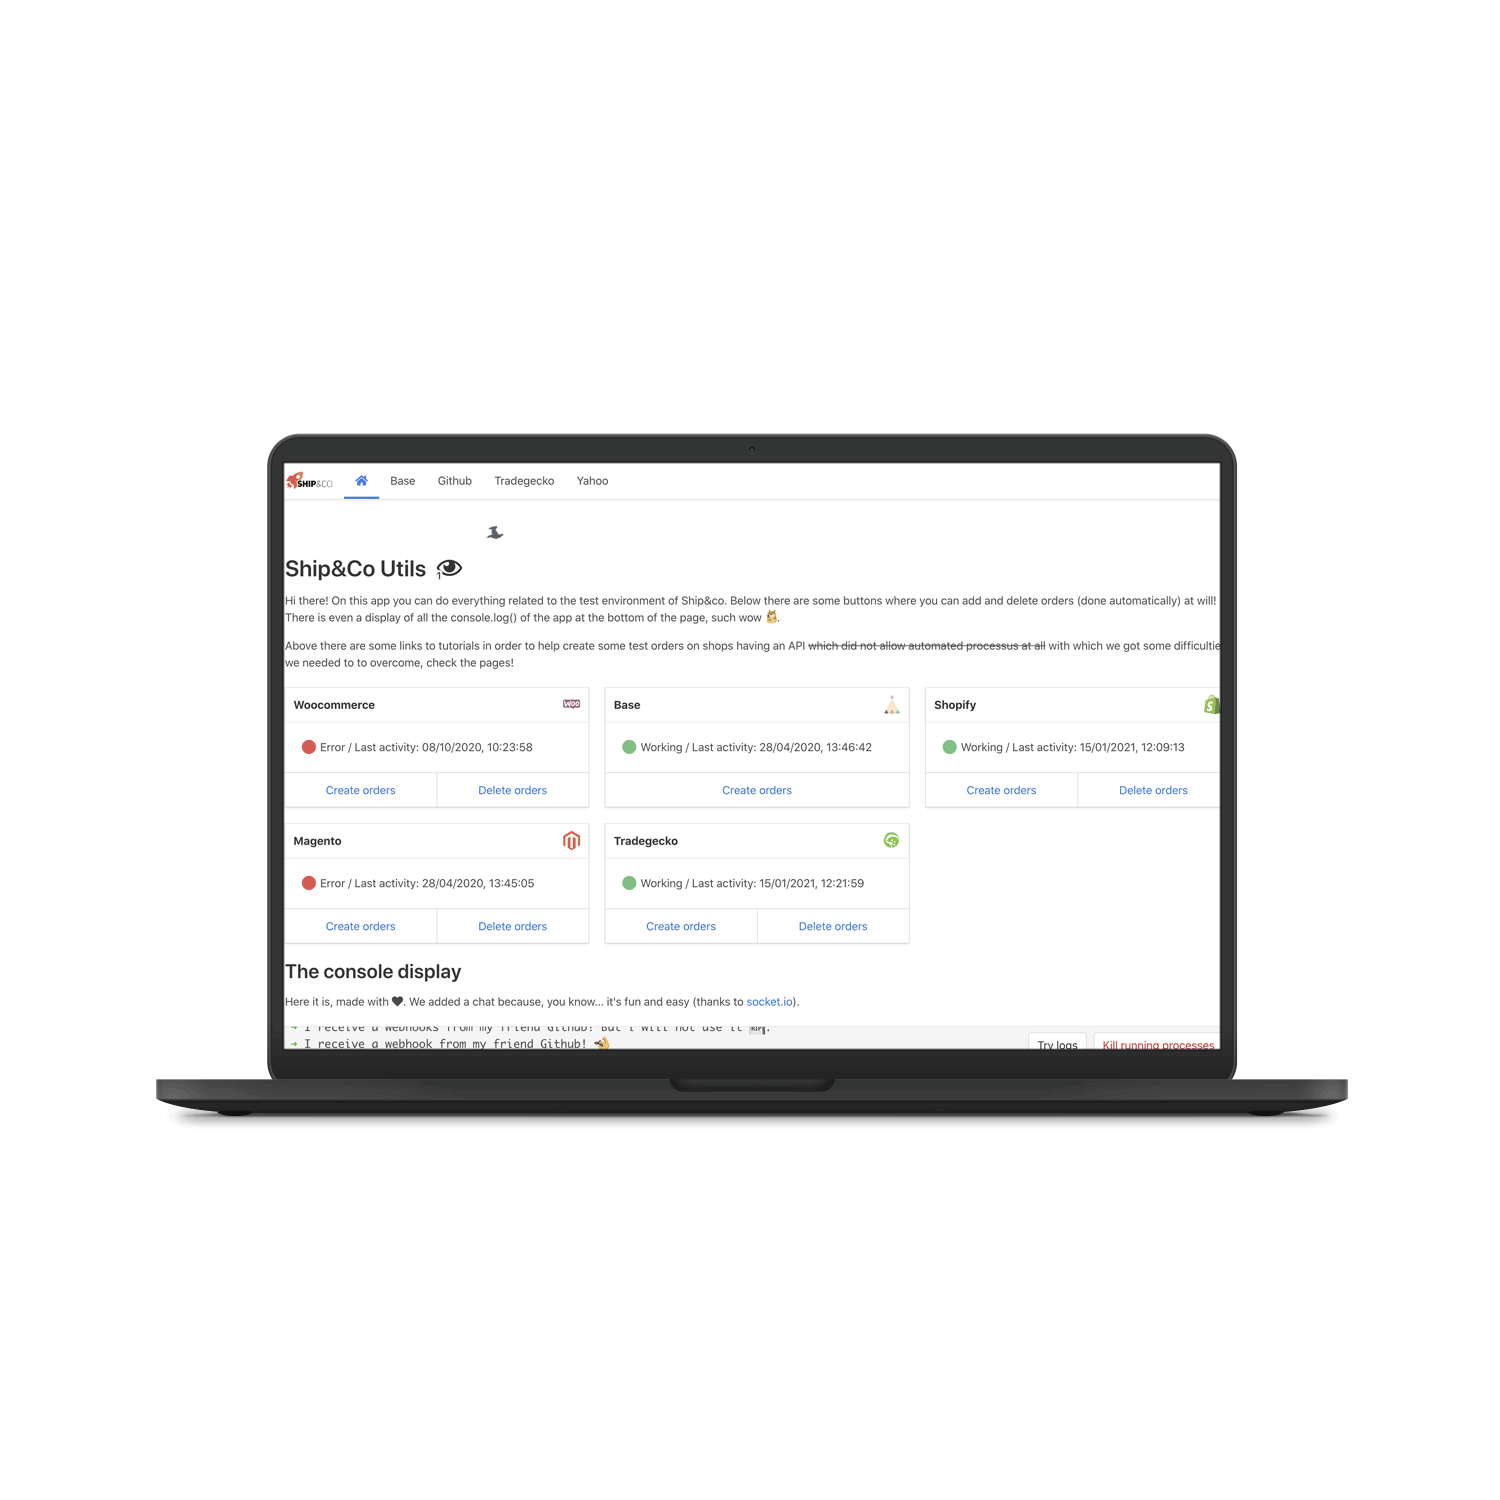 SHIP&CO Base Github Tradegecko Yahoo
Ship&Co Utils 1
Hi there! On this app you can do everything related to the test environment of Ship&co. Below there are some buttons where you can add and delete orders (done automatically) at will!
There is even a display of all the console.log() of the app at the bottom of the page, such wow.
Above there are some links to tutorials in order to help create some test orders on shops having an API which did not allow automated processus at all with which we got some difficultie
we needed to to overcome, check the pages!
Woocommerce Woo Base Shopify
Error / Last activity: 08/10/2020, 10:23:58 Working / Last activity: 28/04/2020, 13:46:42 Working / Last activity: 15/01/2021, 12:09:13
Create orders Delete orders Create orders Create orders Delete orders
Magento Tradegecko
Error / Last activity: 28/04/2020, 13:45:05 Working / Last activity: 15/01/2021, 12:21:59
Create orders Delete orders Create orders Delete orders
The console display
Here it is, made with ♥. We added a chat because, you know... it's fun and easy (thanks to socket.io).
➜ I receive a webhooks from my friend Github! But i will not use it .
➜ I receive a webhook from my friend Github! Try logs Kill running processes